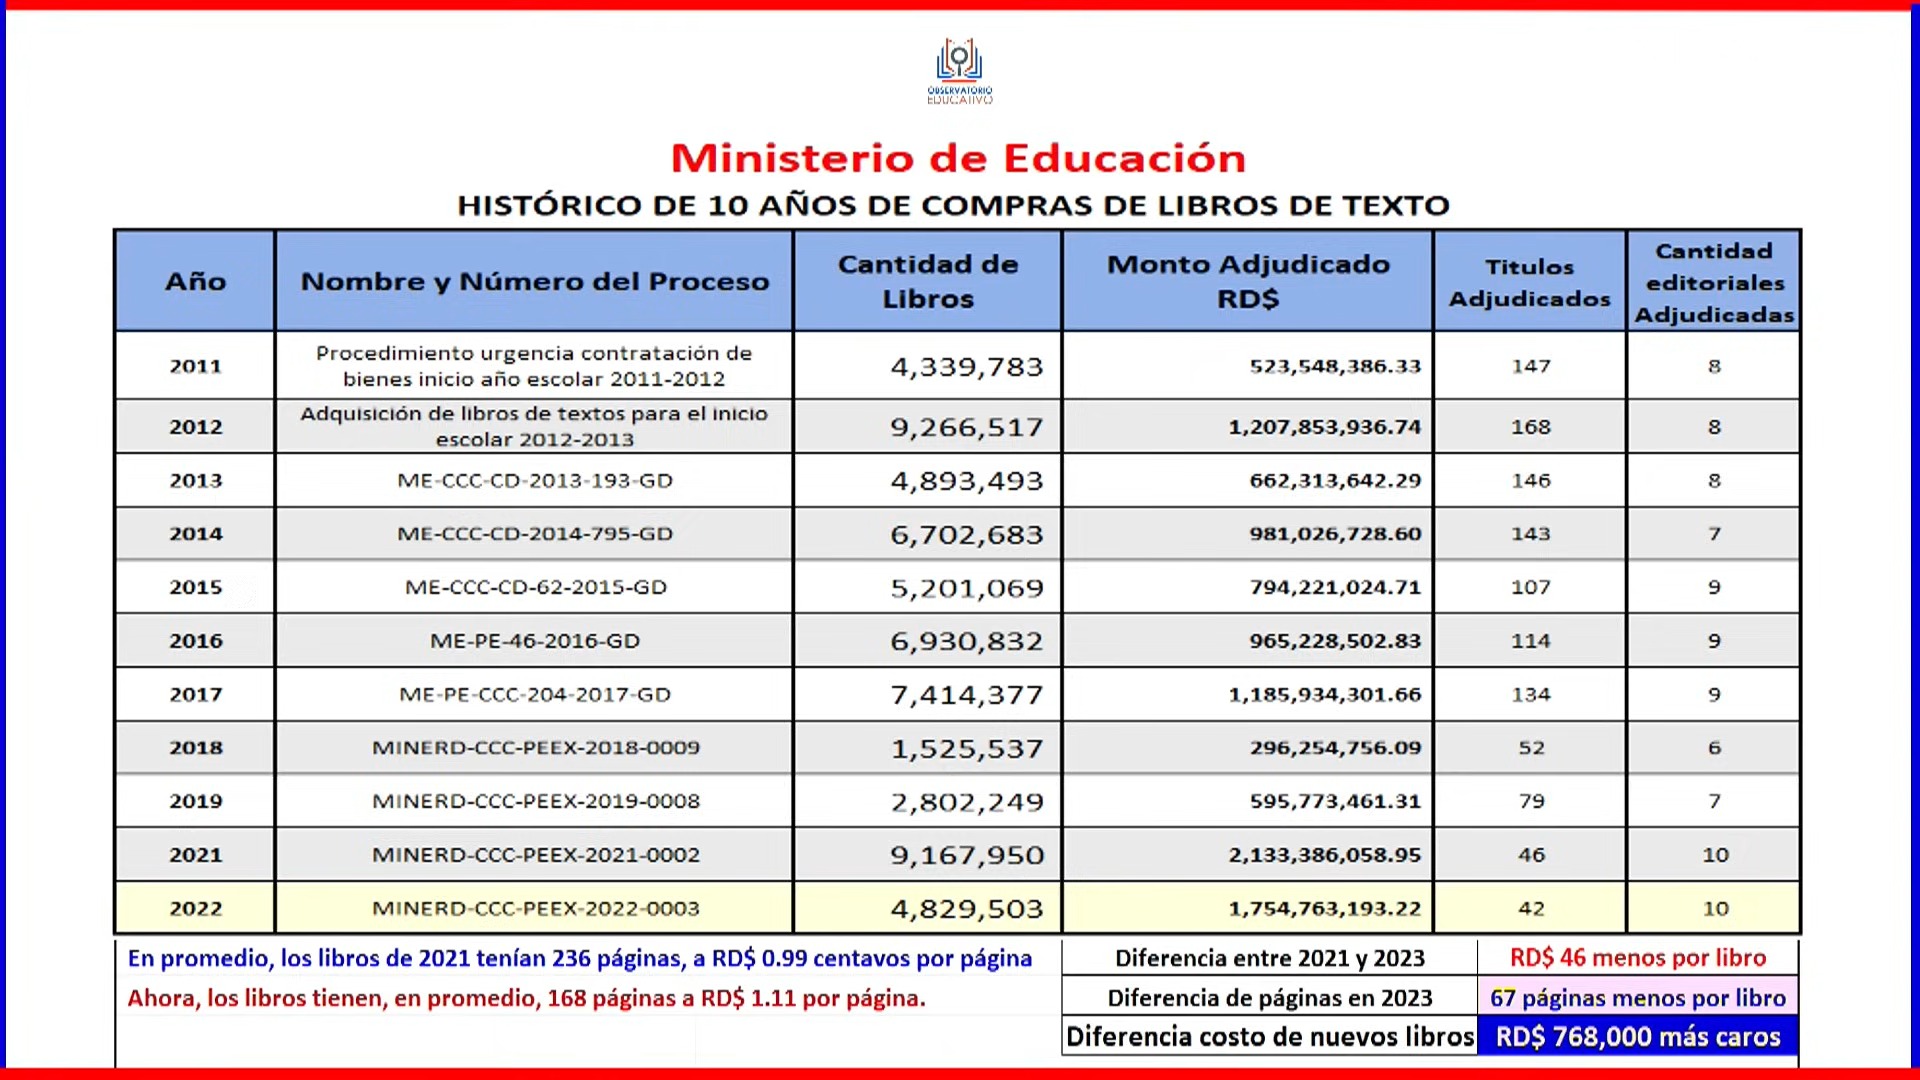 OBSERVATORIO
EDUCATIVO
Ministerio de Educación
HISTÓRICO DE 10 AÑOS DE COMPRAS DE LIBROS DE TEXTO
Año Nombre y Número del Proceso Cantidad de Libros Monto Adjudicado RD$ Titulos Adjudicados Cantidad editoriales Adjudicadas
2011 Procedimiento urgencia contratación de bienes inicio año escolar 2011-2012 4,339,783 523,548,386.33 147 8
2012 Adquisición de libros de textos para el inicio escolar 2012-2013 9,266,517 1,207,853,936.74 168 8
2013 ME-CCC-CD-2013-193-GD 4,893,493 662,313,642.29 146 8
2014 ME-CCC-CD-2014-795-GD 6,702,683 981,026,728.60 143 7
2015 ME-CCC-CD-62-2015-GD 5,201,069 794,221,024.71 107 9
2016 ME-PE-46-2016-GD 6,930,832 965,228,502.83 114 9
2017 ME-PE-CCC-204-2017-GD 7,414,377 1,185,934,301.66 134 9
2018 MINERD-CCC-PEEX-2018-0009 1,525,537 296,254,756.09 52 6
2019 MINERD-CCC-PEEX-2019-0008 2,802,249 595,773,461.31 79 7
2021 MINERD-CCC-PEEX-2021-0002 9,167,950 2,133,386,058.95 46 10
2022 MINERD-CCC-PEEX-2022-0003 4,829,503 1,754,763,193.22 42 10
En promedio, los libros de 2021 tenían 236 páginas, a RD$ 0.99 centavos por página
Ahora, los libros tienen, en promedio, 168 páginas a RD$ 1.11 por página.
Diferencia entre 2021 y 2023 RD$ 46 menos por libro
Diferencia de páginas en 2023 67 páginas menos por libro
Diferencia costo de nuevos libros RD$ 768,000 más caros